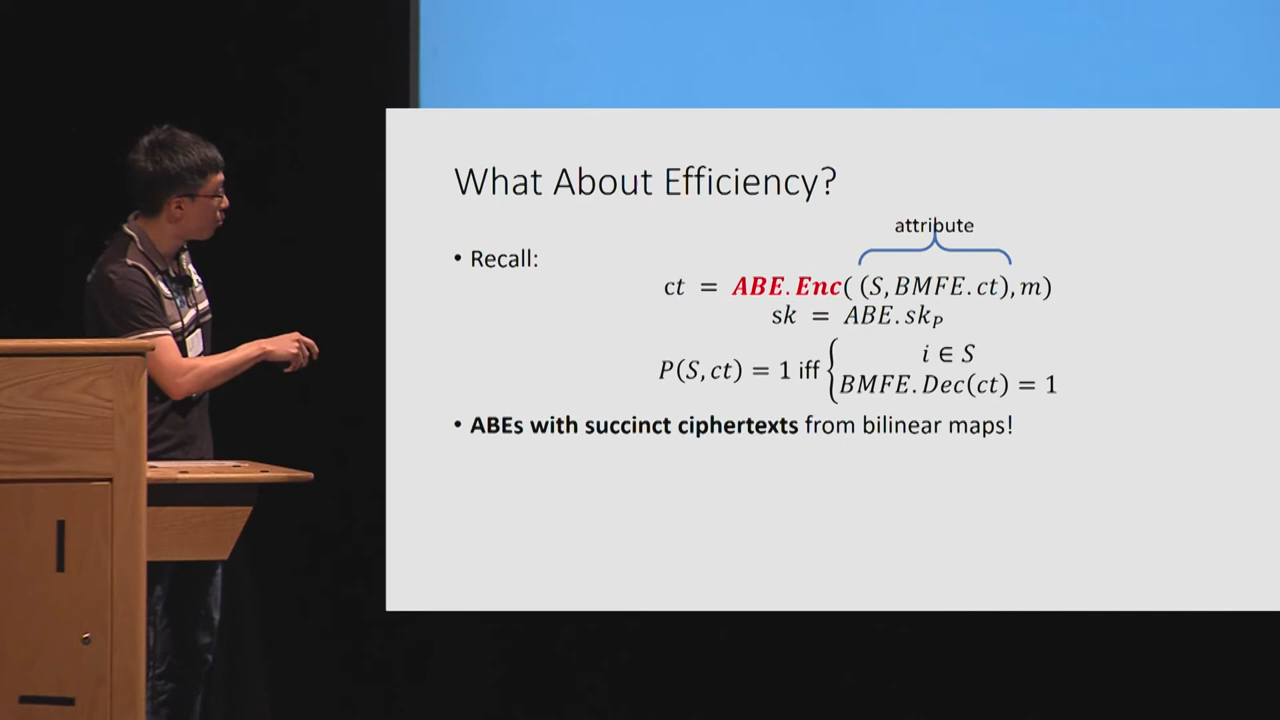 What About Efficiency?
attribute
• Recall:
ct = ABE.Enc( (S, BMFE.ct), m)
sk = ABE.sk_P
P(S, ct) = 1 iff { i ∈ S
BMFE.Dec(ct) = 1
• ABEs with succinct ciphertexts from bilinear maps!